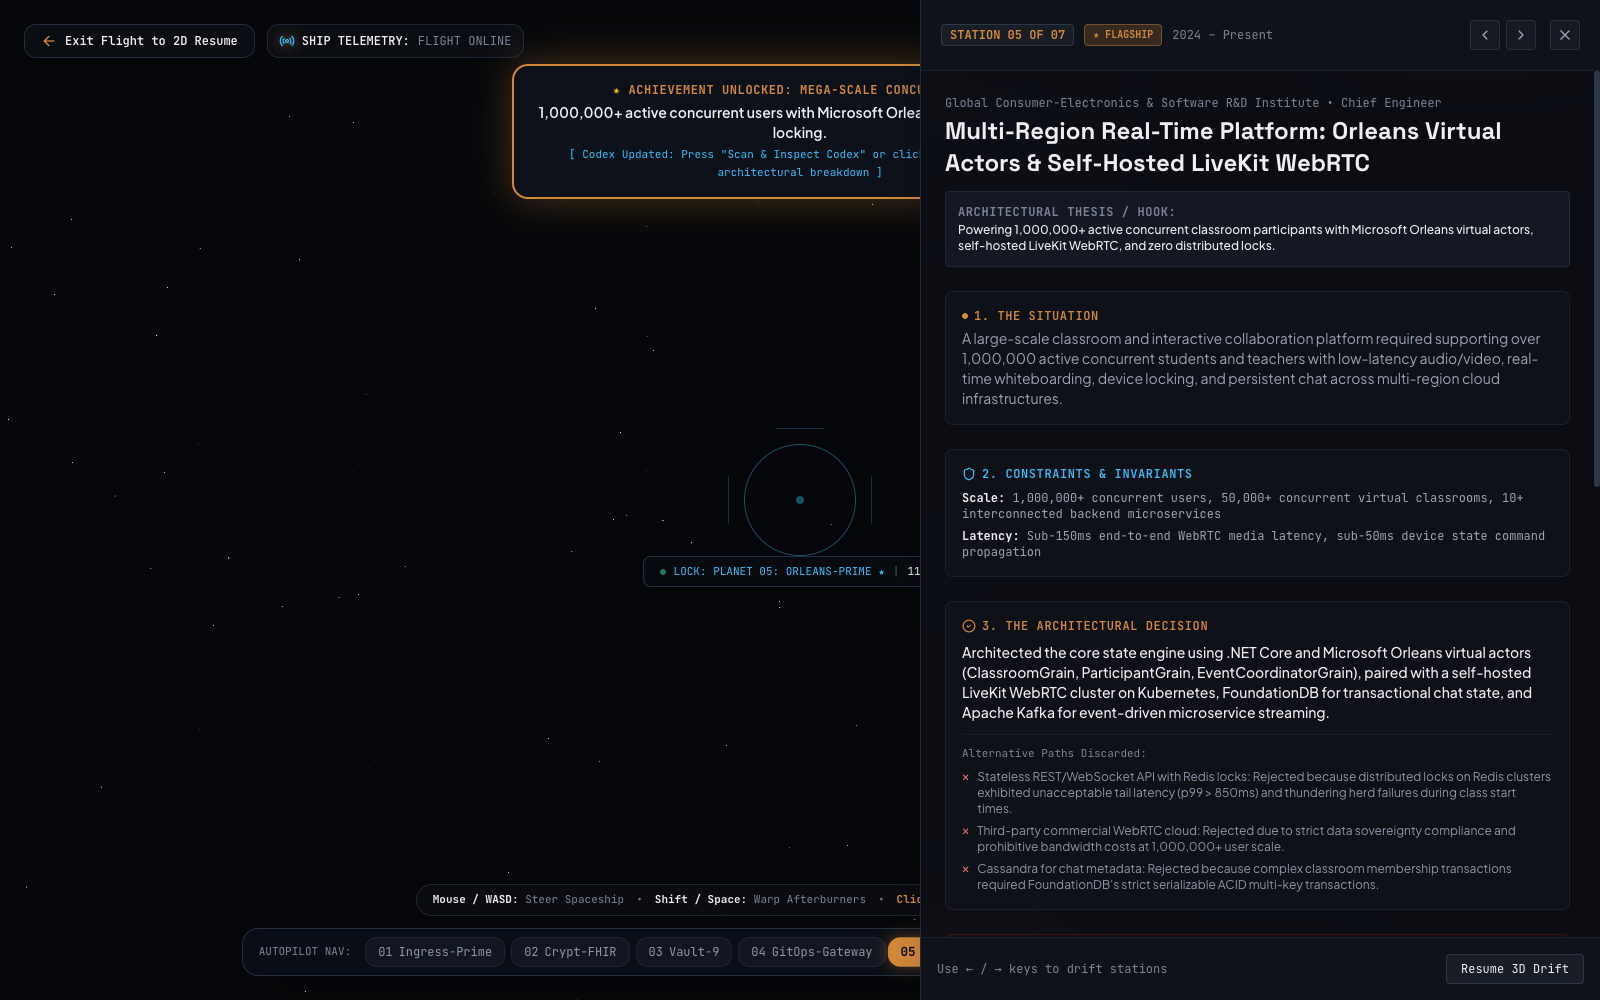 Exit Flight to 2D Resume
SHIP TELEMETRY: FLIGHT ONLINE
★ ACHIEVEMENT UNLOCKED: MEGA-SCALE
1,000,000+ active concurrent users with Microsoft
locking.
[ Codex Updated: Press "Scan & Inspect Codex" or
architectural breakdown ]
LOCK: PLANET 05: ORLEANS-PRIME ★ | 11
Mouse / WASD: Steer Spaceship • Shift / Space: Warp Afterburners •
AUTOPILOT NAV: 01 Ingress-Prime 02 Crypt-FHIR 03 Vault-9 04 GitOps-Gateway 05
STATION 05 OF 07 ★ FLAGSHIP 2024 – Present
Global Consumer-Electronics & Software R&D Institute • Chief Engineer
Multi-Region Real-Time Platform: Orleans Virtual
Actors & Self-Hosted LiveKit WebRTC
ARCHITECTURAL THESIS / HOOK:
Powering 1,000,000+ active concurrent classroom participants with Microsoft Orleans virtual actors,
self-hosted LiveKit WebRTC, and zero distributed locks.
1. THE SITUATION
A large-scale classroom and interactive collaboration platform required supporting over
1,000,000 active concurrent students and teachers with low-latency audio/video, real-
time whiteboarding, device locking, and persistent chat across multi-region cloud
infrastructures.
2. CONSTRAINTS & INVARIANTS
Scale: 1,000,000+ concurrent users, 50,000+ concurrent virtual classrooms, 10+
interconnected backend microservices
Latency: Sub-150ms end-to-end WebRTC media latency, sub-50ms device state command
propagation
3. THE ARCHITECTURAL DECISION
Architected the core state engine using .NET Core and Microsoft Orleans virtual actors
(ClassroomGrain, ParticipantGrain, EventCoordinatorGrain), paired with a self-hosted
LiveKit WebRTC cluster on Kubernetes, FoundationDB for transactional chat state, and
Apache Kafka for event-driven microservice streaming.
Alternative Paths Discarded:
× Stateless REST/WebSocket API with Redis locks: Rejected because distributed locks on Redis clusters
exhibited unacceptable tail latency (p99 > 850ms) and thundering herd failures during class start
times.
× Third-party commercial WebRTC cloud: Rejected due to strict data sovereignty compliance and
prohibitive bandwidth costs at 1,000,000+ user scale.
× Cassandra for chat metadata: Rejected because complex classroom membership transactions
required FoundationDB's strict serializable ACID multi-key transactions.
Use ← / → keys to drift stations
Resume 3D Drift